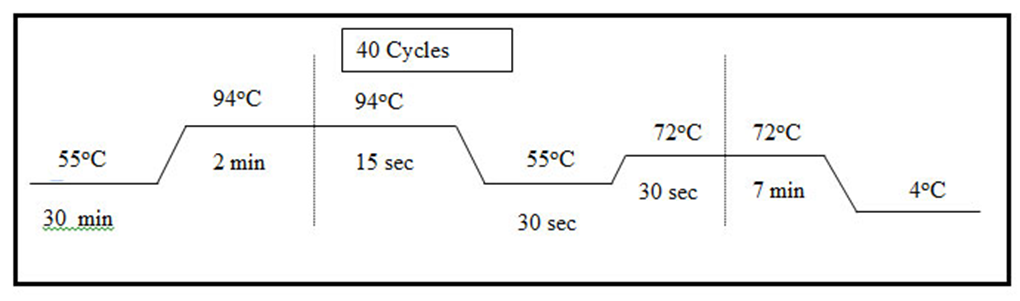 40 Cycles
94°C
94°C
72°C
72°C
55°C
2 min
15 sec
55°C
30 sec
7 min
4°C
30 min
30 sec